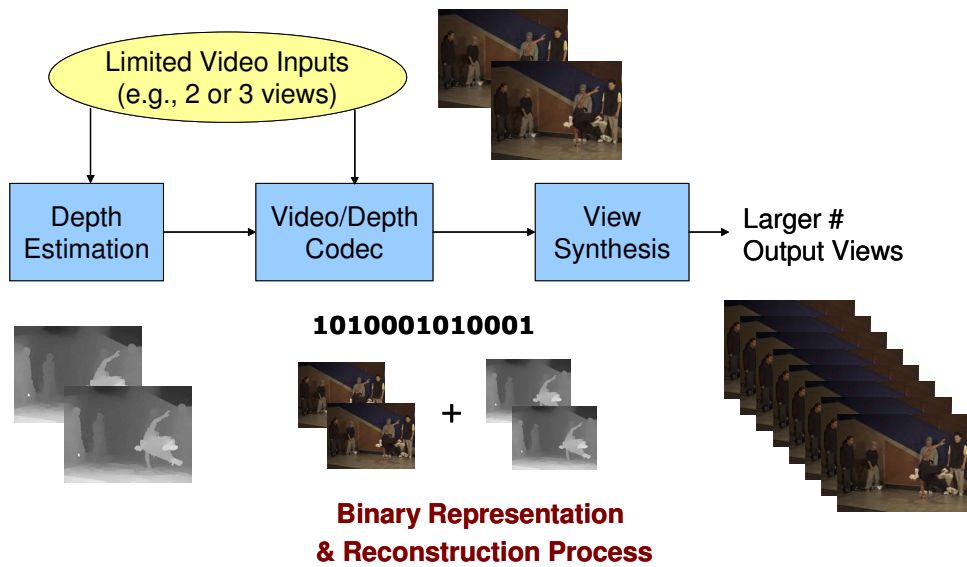 Limited Video Inputs
(e.g., 2 or 3 views)
Depth
Estimation
Video/Depth
Codec
View
Synthesis
Larger #
Output Views
1010001010001
+
Binary Representation
& Reconstruction Process